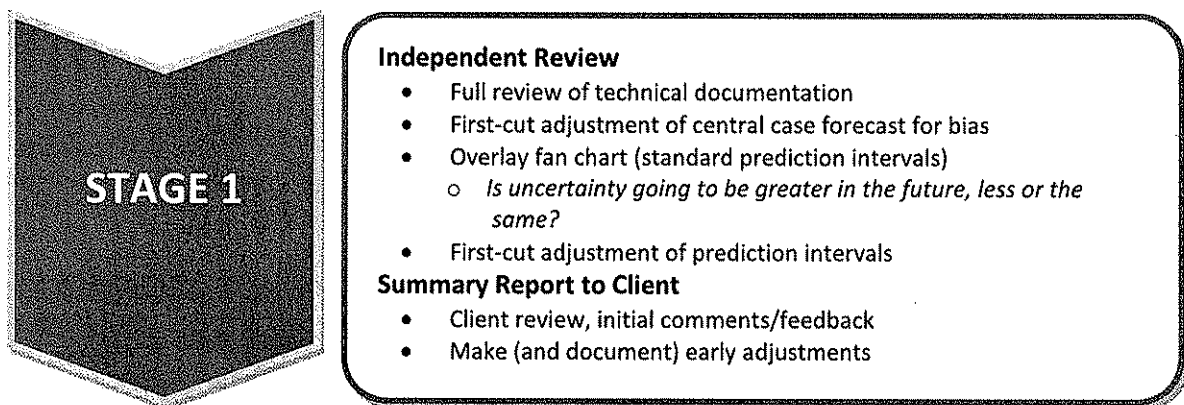 STAGE 1
Independent Review
• Full review of technical documentation
• First-cut adjustment of central case forecast for bias
• Overlay fan chart (standard prediction intervals)
o Is uncertainty going to be greater in the future, less or the
same?
• First-cut adjustment of prediction intervals
Summary Report to Client
• Client review, initial comments/feedback
• Make (and document) early adjustments